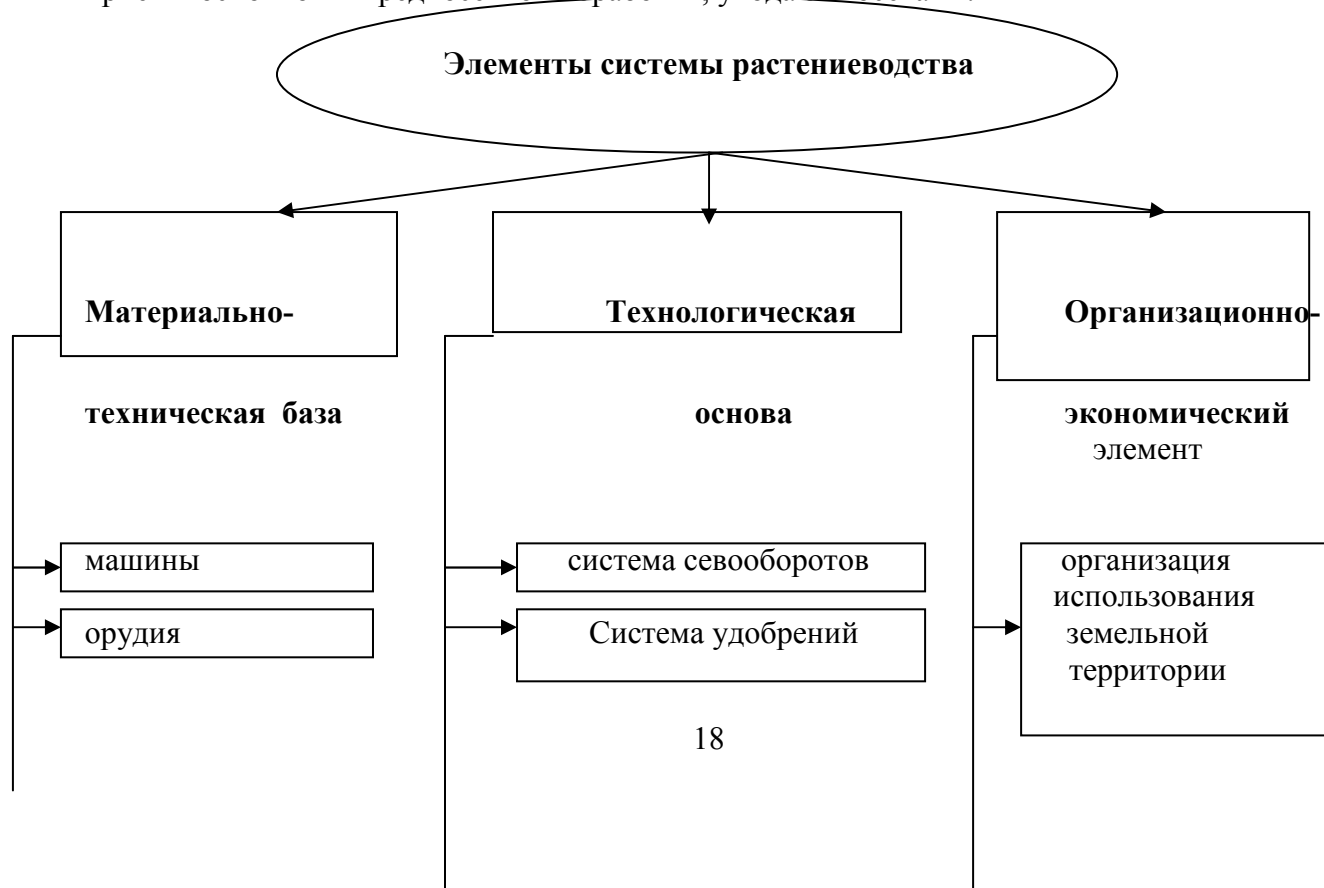 Элементы системы растениеводства
Материально-
техническая база
Технологическая
основа
Организационно-
экономический
элемент
машины
орудия
система севооборотов
Система удобрений
организация
использования
земельной
территории
18